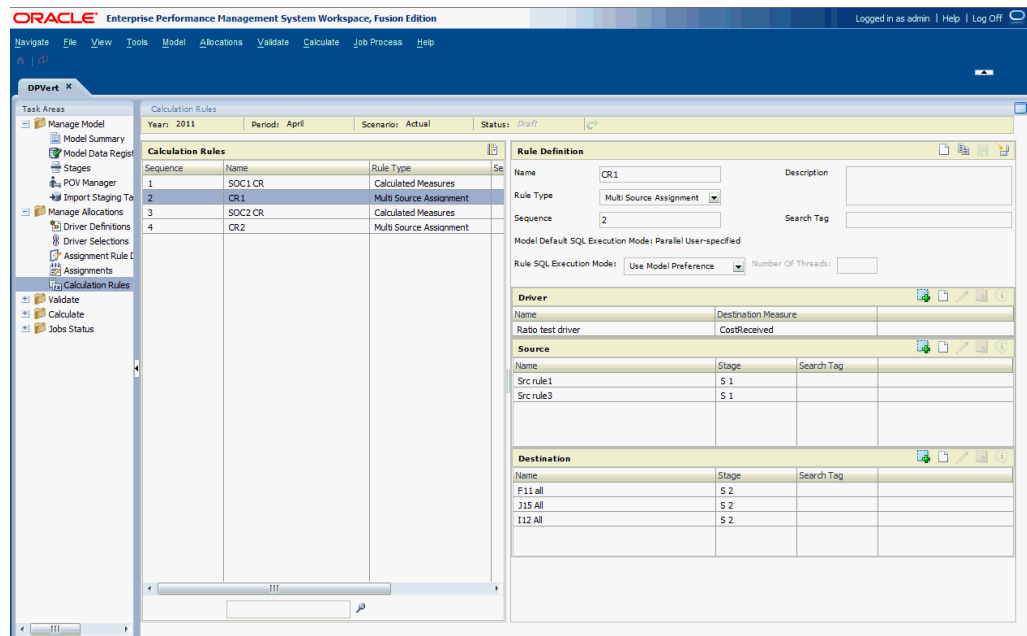 ORACLE Enterprise Performance Management System Workspace, Fusion Edition
Logged in as admin | Help | Log Off
Navigate File View Tools Model Allocations Validate Calculate Job Process Help
DPVert ×
Task Areas
Manage Model
Model Summary
Model Data Regist
Stages
POV Manager
Import Staging Ta
Manage Allocations
Driver Definitions
Driver Selections
Assignment Rule D
Assignments
Calculation Rules
Validate
Calculate
Jobs Status
Calculation Rules
Year: 2011 Period: April Scenario: Actual Status: Draft
Calculation Rules
Sequence Name Rule Type Se
1 SOC1 CR Calculated Measures
2 CR1 Multi Source Assignment
3 SOC2 CR Calculated Measures
4 CR2 Multi Source Assignment
Rule Definition
Name CR1 Description
Rule Type Multi Source Assignment
Sequence 2 Search Tag
Model Default SQL Execution Mode: Parallel User-specified
Rule SQL Execution Mode: Use Model Preference Number Of Threads:
Driver
Name Destination Measure
Ratio test driver CostReceived
Source
Name Stage Search Tag
Src rule1 S 1
Src rule3 S 1
Destination
Name Stage Search Tag
F11 all S 2
J15 All S 2
I12 All S 2